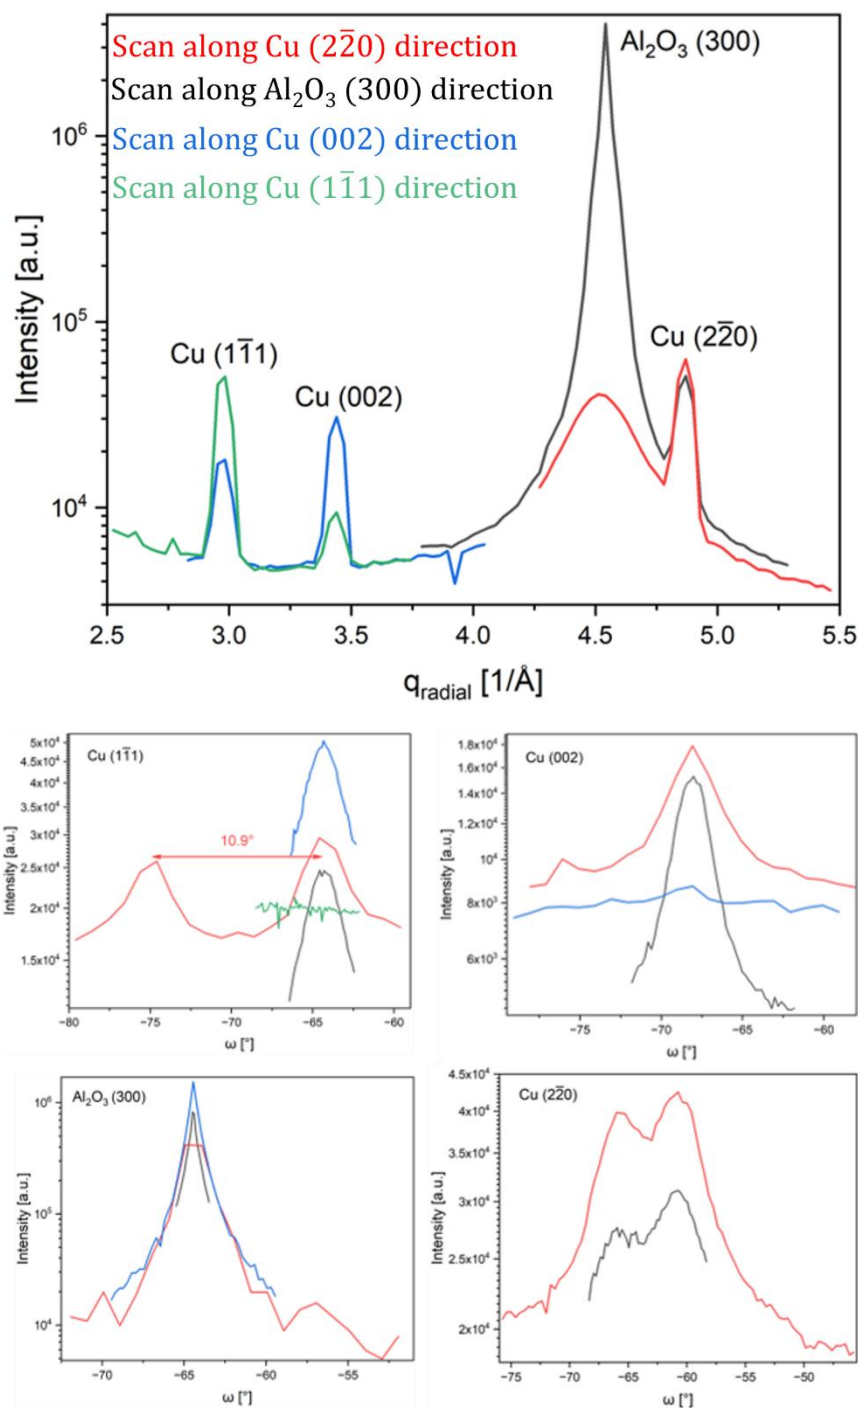 Scan along Cu (22̅0) direction
Scan along Al₂O₃ (300) direction
Scan along Cu (002) direction
Scan along Cu (11̅1) direction
Al₂O₃ (300)
Cu (11̅1)
Cu (002)
Cu (22̅0)
Intensity [a.u.]
10⁶
10⁵
10⁴
2.5 3.0 3.5 4.0 4.5 5.0 5.5
q_radial [1/Å]
Cu (11̅1)
10.9°
Intensity [a.u.]
5x10⁴
4.5x10⁴
4x10⁴
3.5x10⁴
3x10⁴
2.5x10⁴
2x10⁴
1.5x10⁴
−80 −75 −70 −65 −60
ω [°]
Cu (002)
Intensity [a.u.]
1.8x10⁴
1.6x10⁴
1.4x10⁴
10⁴
8x10³
6x10³
−75 −70 −65 −60
ω [°]
Al₂O₃ (300)
Intensity [a.u.]
10⁶
10⁵
10⁴
−70 −65 −60 −55
ω [°]
Cu (22̅0)
Intensity [a.u.]
4.5x10⁴
4x10⁴
3.5x10⁴
3x10⁴
2.5x10⁴
2x10⁴
−75 −70 −65 −60 −55 −50
ω [°]